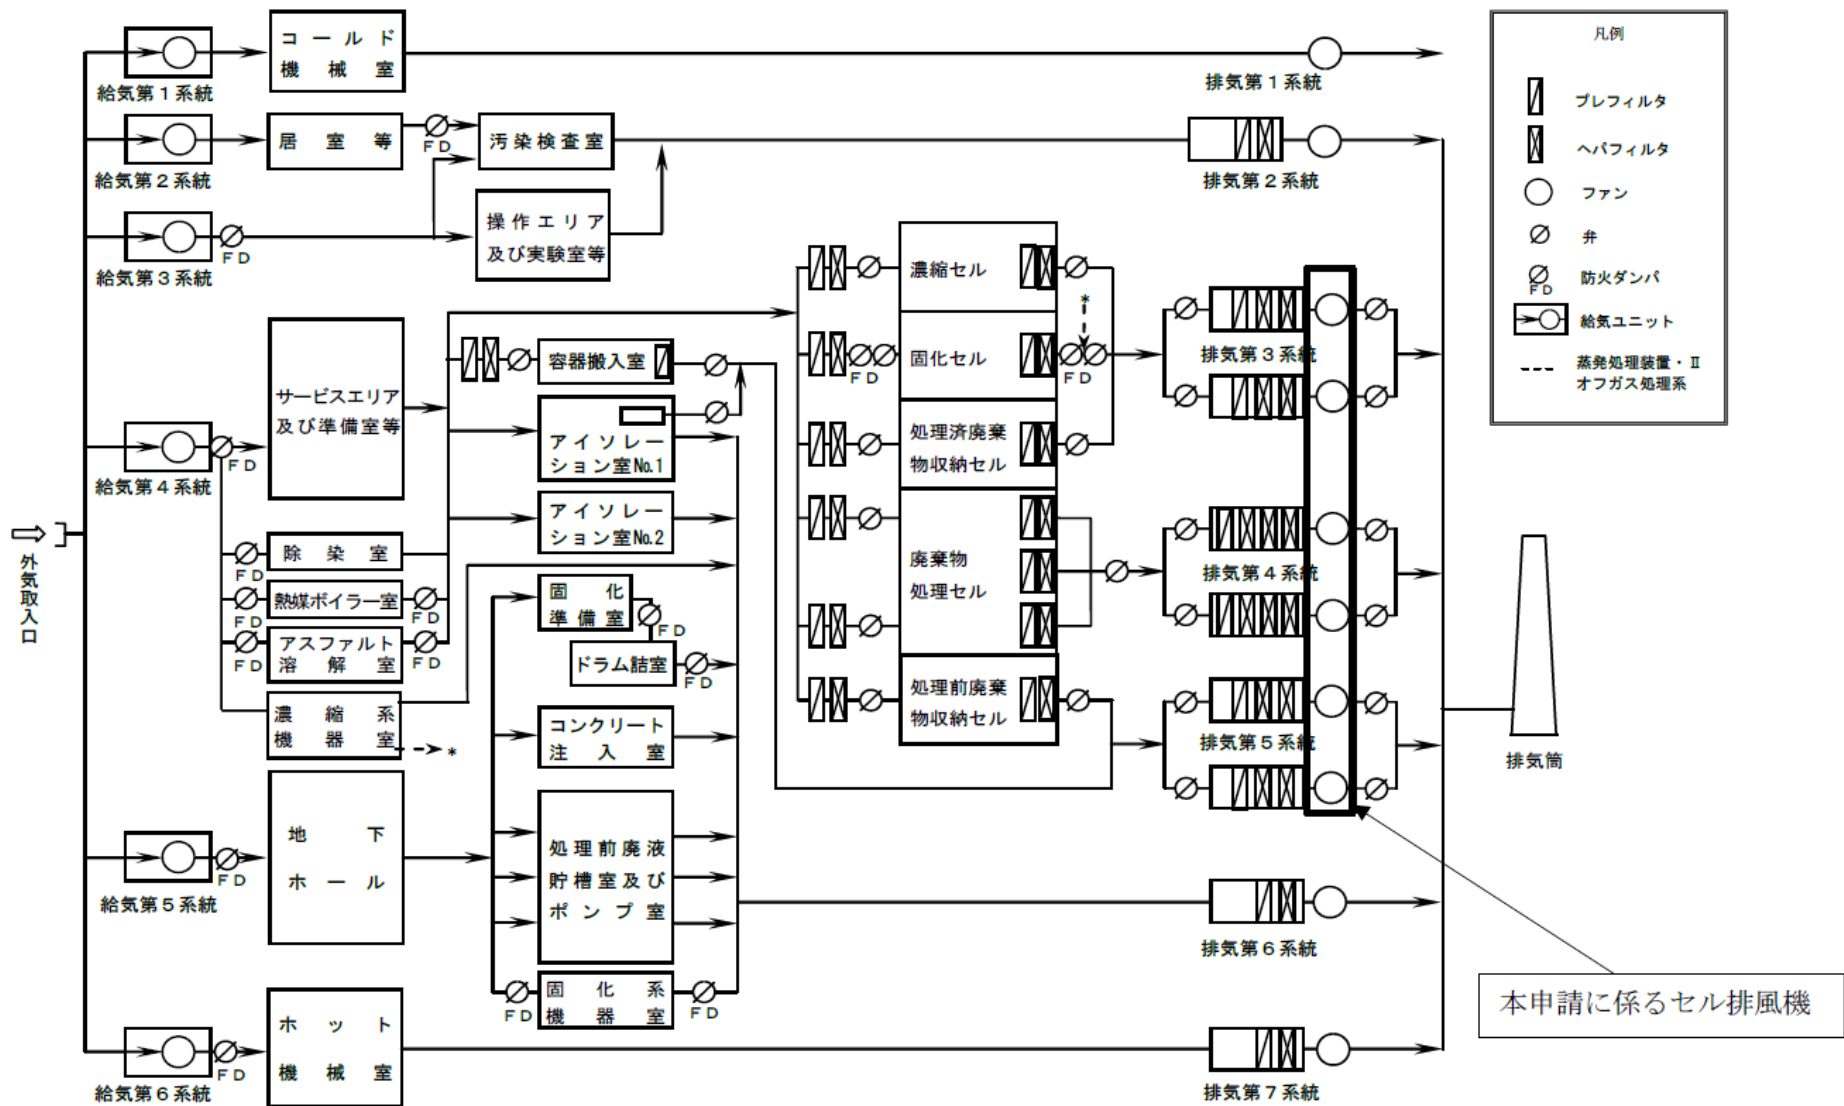 コールド
機械室
給気第1系統
排気第1系統
居室等
FD
汚染検査室
給気第2系統
排気第2系統
操作エリア
及び実験室等
FD
給気第3系統
サービスエリア
及び準備室等
FD
給気第4系統
容器搬入室
アイソレー
ション室№1
アイソレー
ション室№2
FD
除染室
FD
熱媒ボイラー室
FD
FD
アスファルト
溶解室
FD
濃縮系
機器室
*
固化
準備室
FD
ドラム詰室
FD
コンクリート
注入室
外気取入口
地下
ホール
FD
給気第5系統
処理前廃液
貯槽室及び
ポンプ室
FD
固化系
機器室
FD
ホット
機械室
FD
給気第6系統
濃縮セル
*
FD
固化セル
FD
処理済廃棄
物収納セル
廃棄物
処理セル
処理前廃棄
物収納セル
排気第3系統
排気第4系統
排気第5系統
排気第6系統
排気第7系統
排気筒
本申請に係るセル排風機
凡例
プレフィルタ
ヘパフィルタ
ファン
弁
FD
防火ダンパ
給気ユニット
蒸発処理装置・Ⅱ
オフガス処理系